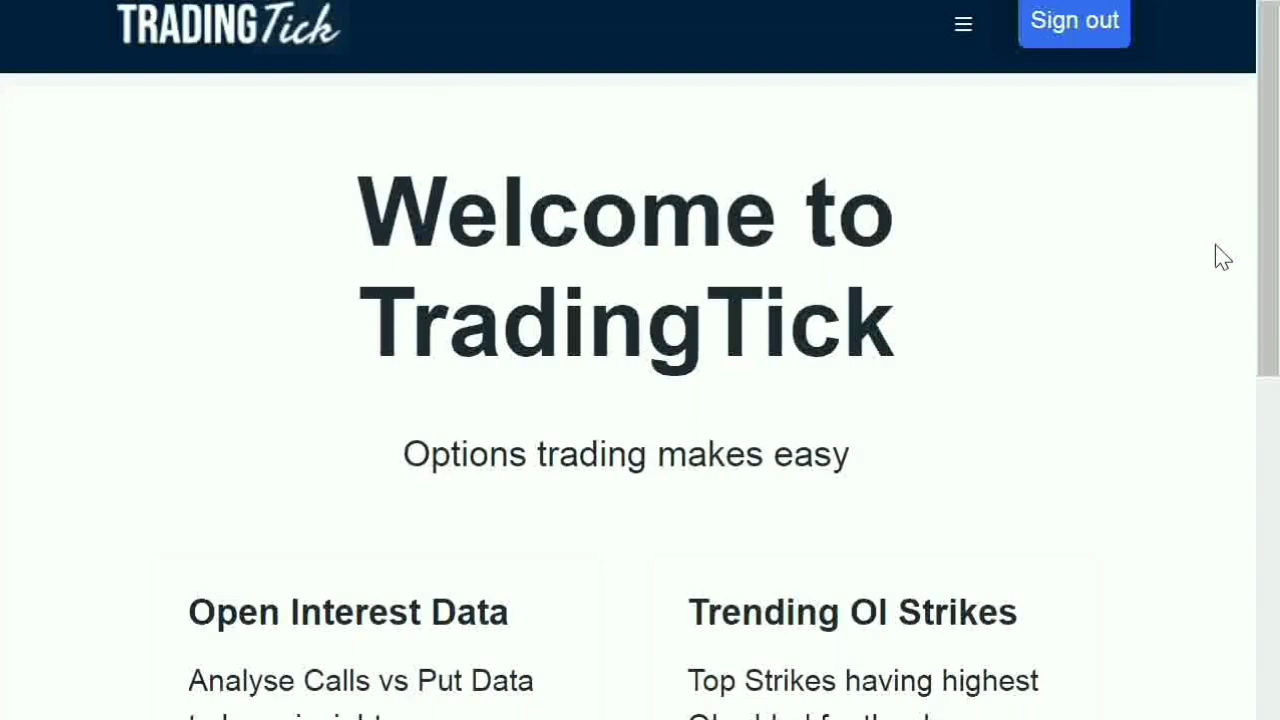 TRADINGTick
Sign out
Welcome to
TradingTick
Options trading makes easy
Open Interest Data
Trending OI Strikes
Analyse Calls vs Put Data
Top Strikes having highest